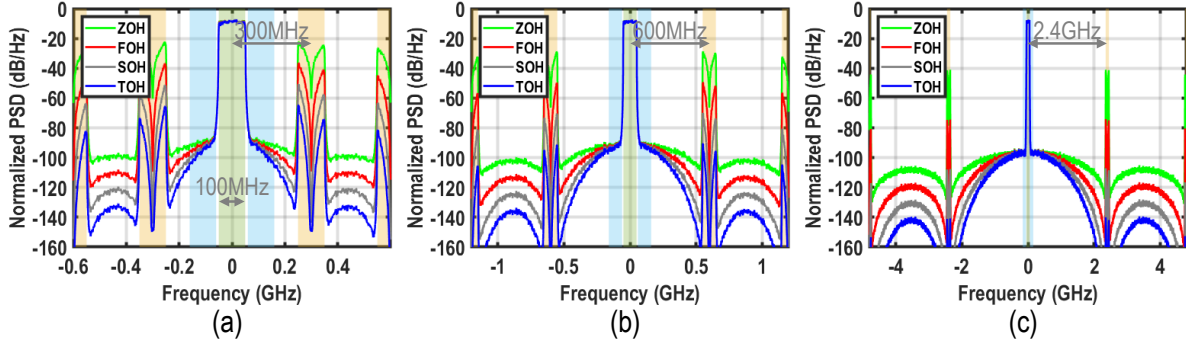 0
-20
-40
-60
-80
-100
-120
-140
-160
Normalized PSD (dB/Hz)
ZOH
FOH
SOH
TOH
300MHz
100MHz
-0.6 -0.4 -0.2 0 0.2 0.4
Frequency (GHz)
(a)
0
-20
-40
-60
-80
-100
-120
-140
-160
Normalized PSD (dB/Hz)
ZOH
FOH
SOH
TOH
600MHz
-1 -0.5 0 0.5 1
Frequency (GHz)
(b)
0
-20
-40
-60
-80
-100
-120
-140
-160
Normalized PSD (dB/Hz)
ZOH
FOH
SOH
TOH
2.4GHz
-4 -2 0 2 4
Frequency (GHz)
(c)